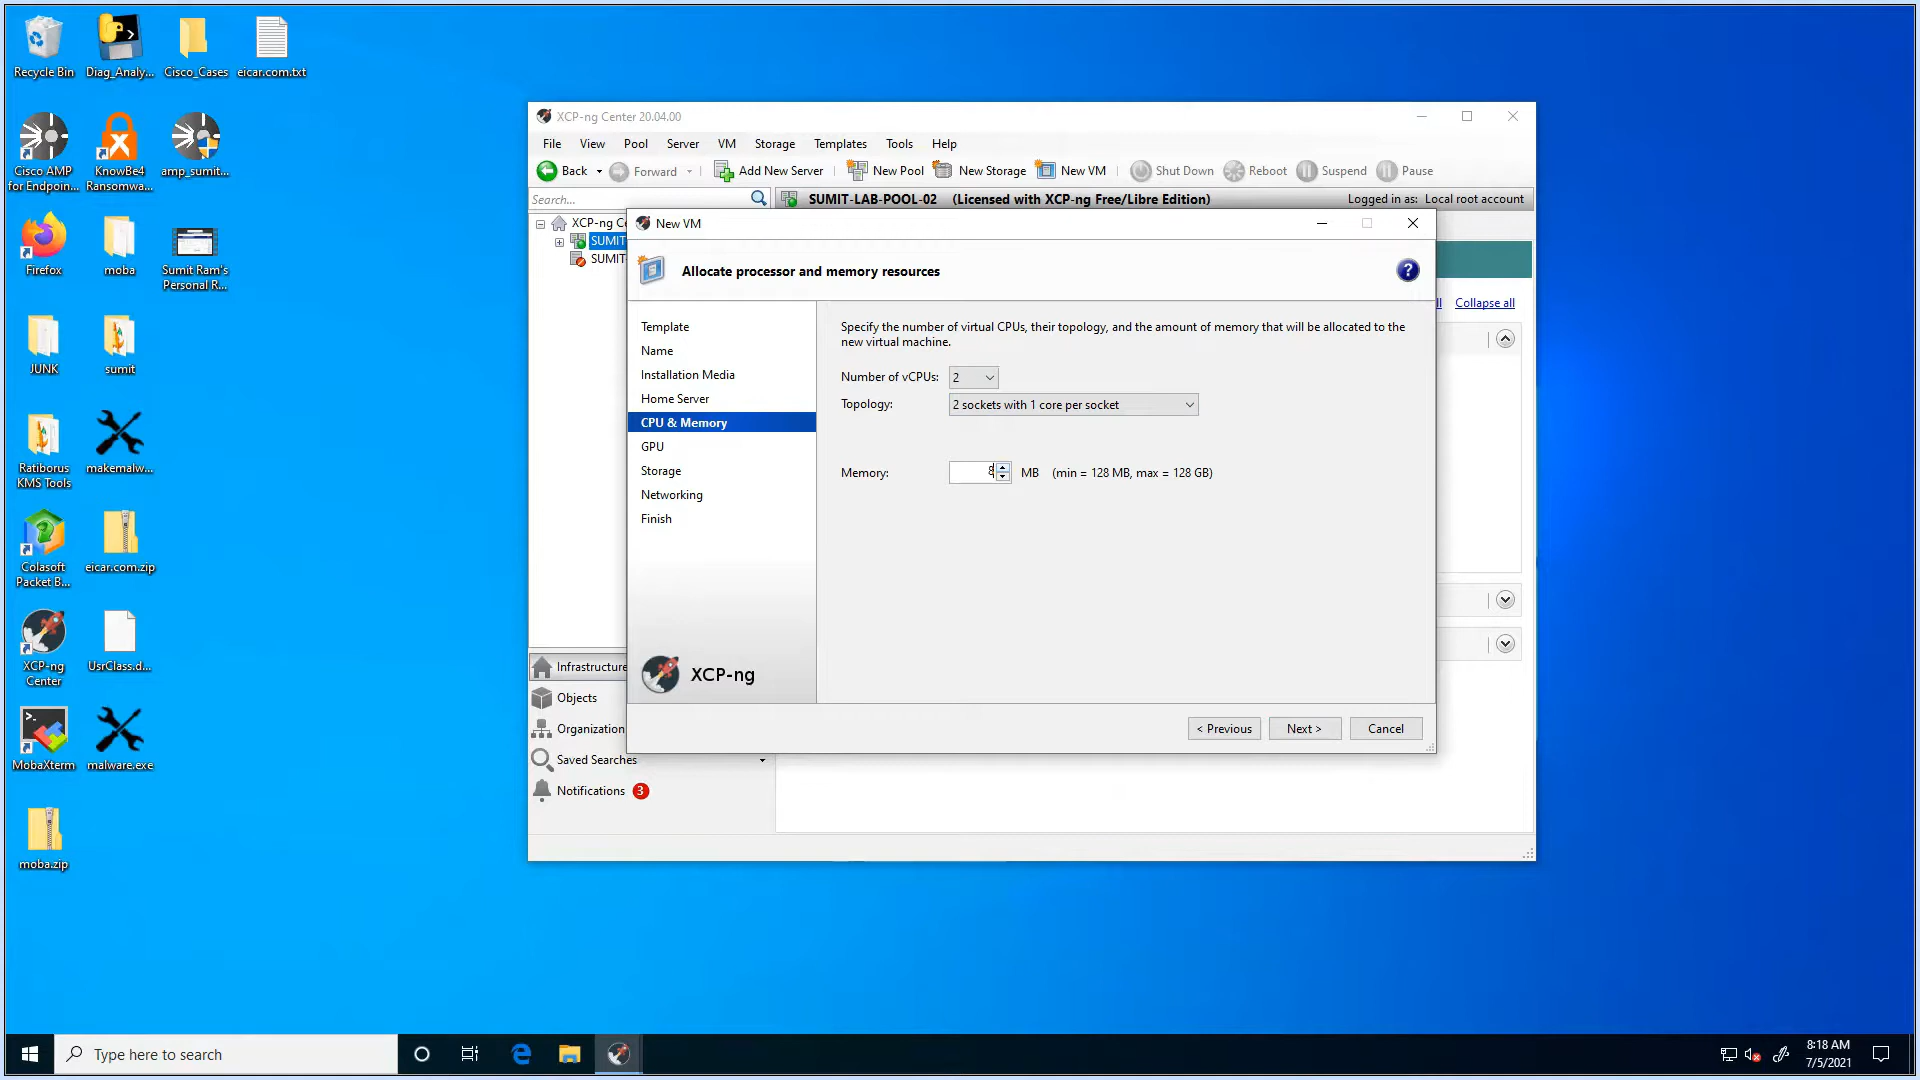 Recycle Bin
Diag_Analy...
Cisco_Cases
eicar.com.txt
Cisco AMP
for Endpoin...
KnowBe4
Ransomwa...
amp_sumit...
Firefox
moba
Sumit Ram's
Personal R...
JUNK
sumit
Ratiborus
KMS Tools
makemalw...
Colasoft
Packet B...
eicar.com.zip
XCP-ng
Center
UsrClass.d...
MobaXterm
malware.exe
moba.zip
XCP-ng Center 20.04.00
File View Pool Server VM Storage Templates Tools Help
Back Forward Add New Server New Pool New Storage New VM Shut Down Reboot Suspend Pause
Search...
SUMIT-LAB-POOL-02 (Licensed with XCP-ng Free/Libre Edition) Logged in as: Local root account
XCP-ng Ce
SUMIT
SUMIT-
Collapse all
New VM
Allocate processor and memory resources
?
Template
Name
Installation Media
Home Server
CPU & Memory
GPU
Storage
Networking
Finish
XCP-ng
Specify the number of virtual CPUs, their topology, and the amount of memory that will be allocated to the
new virtual machine.
Number of vCPUs: 2
Topology: 2 sockets with 1 core per socket
Memory: 8 MB (min = 128 MB, max = 128 GB)
< Previous Next > Cancel
Infrastructure
Objects
Organization
Saved Searches
Notifications 3
Type here to search
8:18 AM
7/5/2021